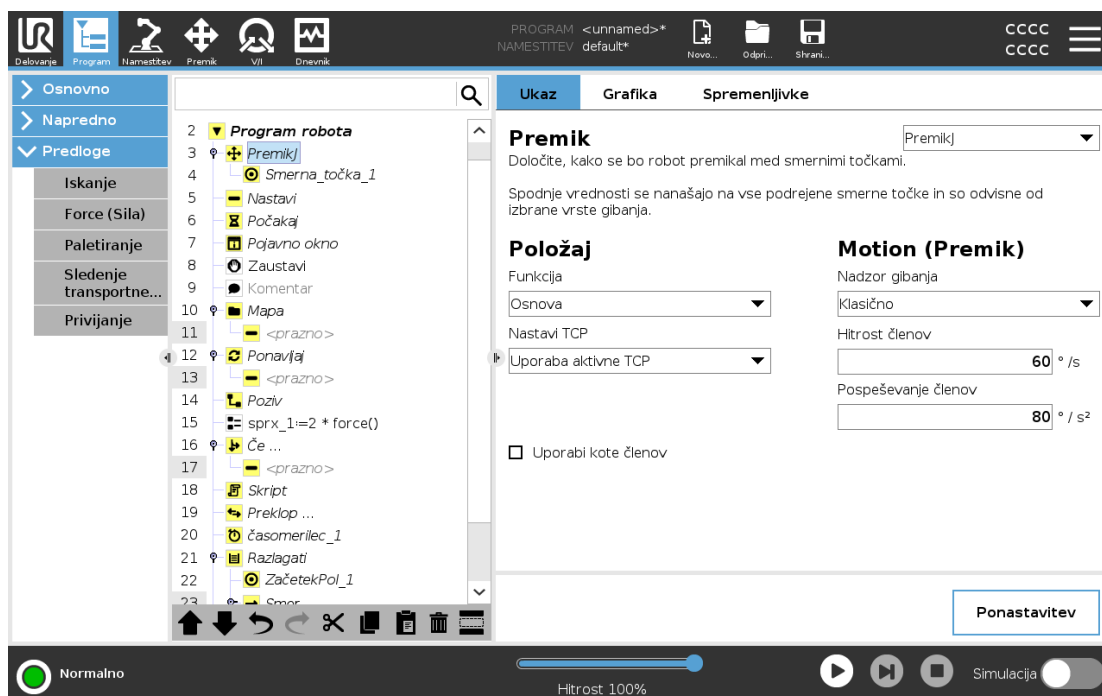 PROGRAM <unnamed>*
NAMESTITEV default*
UR
Delovanje
Program
Namestitev
Premik
V/I
Dnevnik
Novo...
Odpri...
Shrani...
cccc
cccc
Osnovno
Napredno
Predloge
Iskanje
Force (Sila)
Paletiranje
Sledenje
transportne...
Privijanje
2 Program robota
3 PremikJ
4 Smerna_točka_1
5 Nastavi
6 Počakaj
7 Pojavno okno
8 Zaustavi
9 Komentar
10 Mapa
11 <prazno>
12 Ponavljaj
13 <prazno>
14 Poziv
15 sprx_1:=2 * force()
16 Če ...
17 <prazno>
18 Skript
19 Preklop ...
20 časomerilec_1
21 Razlagati
22 ZačetekPol_1
23 Smer
Ukaz Grafika Spremenljivke
Premik
PremikJ
Določite, kako se bo robot premikal med smernimi točkami.
Spodnje vrednosti se nanašajo na vse podrejene smerne točke in so odvisne od
izbrane vrste gibanja.
Položaj
Funkcija
Osnova
Nastavi TCP
Uporaba aktivne TCP
Uporabi kote členov
Motion (Premik)
Nadzor gibanja
Klasično
Hitrost členov
60 ° /s
Pospeševanje členov
80 ° / s²
Ponastavitev
Normalno
Hitrost 100%
Simulacija